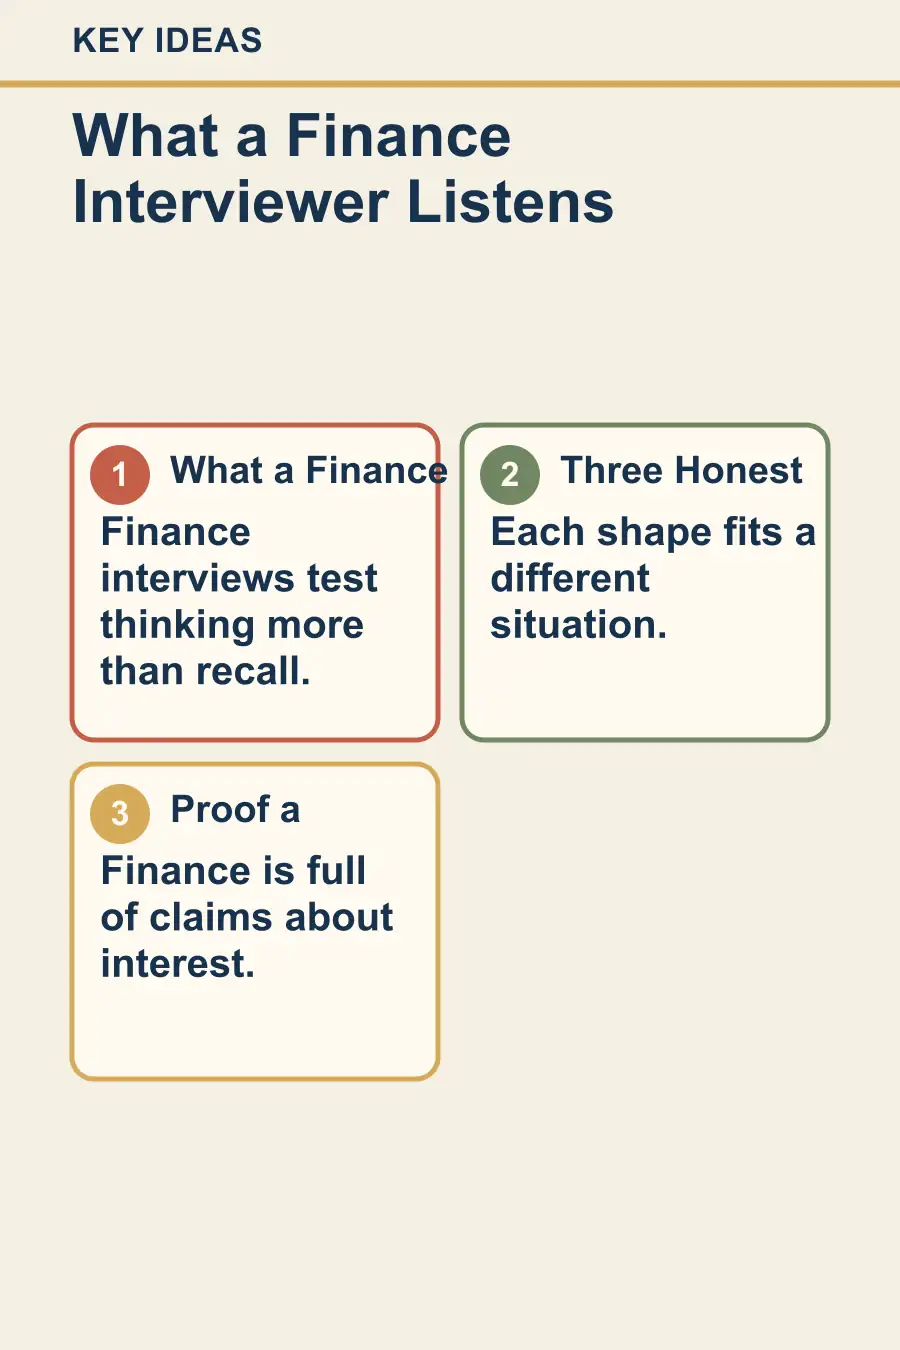 KEY IDEAS
What a Finance
Interviewer Listens
1
What a Finance
Finance
interviews test
thinking more
than recall.
2
Three Honest
Each shape fits a
different
situation.
3
Proof a
Finance is full
of claims about
interest.